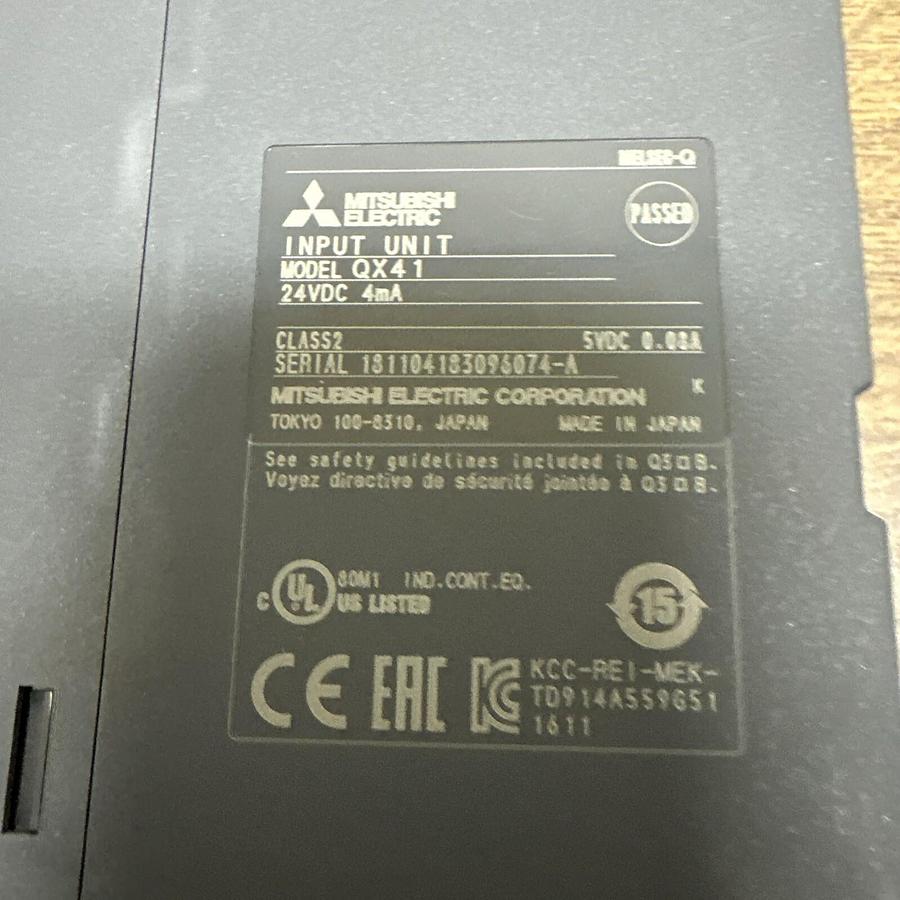 MELSEC-Q
MITSUBISHI
ELECTRIC
PASSED
INPUT UNIT
MODEL QX41
24VDC 4mA
CLASS2 5VDC 0.08A
SERIAL 181104183096074-A
K
MITSUBISHI ELECTRIC CORPORATION
TOKYO 100-8310, JAPAN MADE IN JAPAN
See safety guidelines included in Q3□B.
Voyez directive de sécurité jointée à Q3□B.
C UL US LISTED
80M1 IND.CONT.EQ.
15
CE EAC KC
KCC-REI-MEK-
TD914A559G51
1611